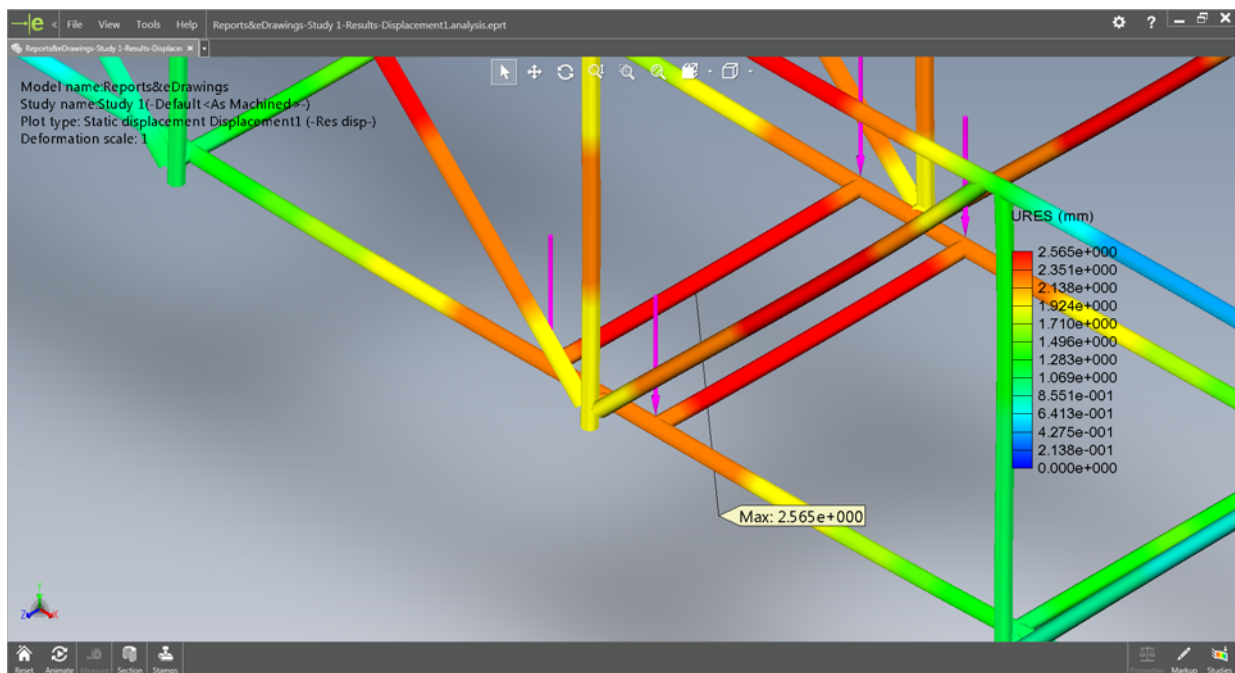 File View Tools Help Reports&eDrawings-Study 1-Results-Displacement1.analysis.eprt
Reports&eDrawings-Study 1-Results-Displace
Model name:Reports&eDrawings
Study name:Study 1(-Default<As Machined>-)
Plot type: Static displacement Displacement1 (-Res disp-)
Deformation scale: 1
URES (mm)
2.565e+000
2.351e+000
2.138e+000
1.924e+000
1.710e+000
1.496e+000
1.283e+000
1.069e+000
8.551e-001
6.413e-001
4.275e-001
2.138e-001
0.000e+000
Max: 2.565e+000
Y
Z X
Reset Animate Measure Section Stamps Properties Markup Studies